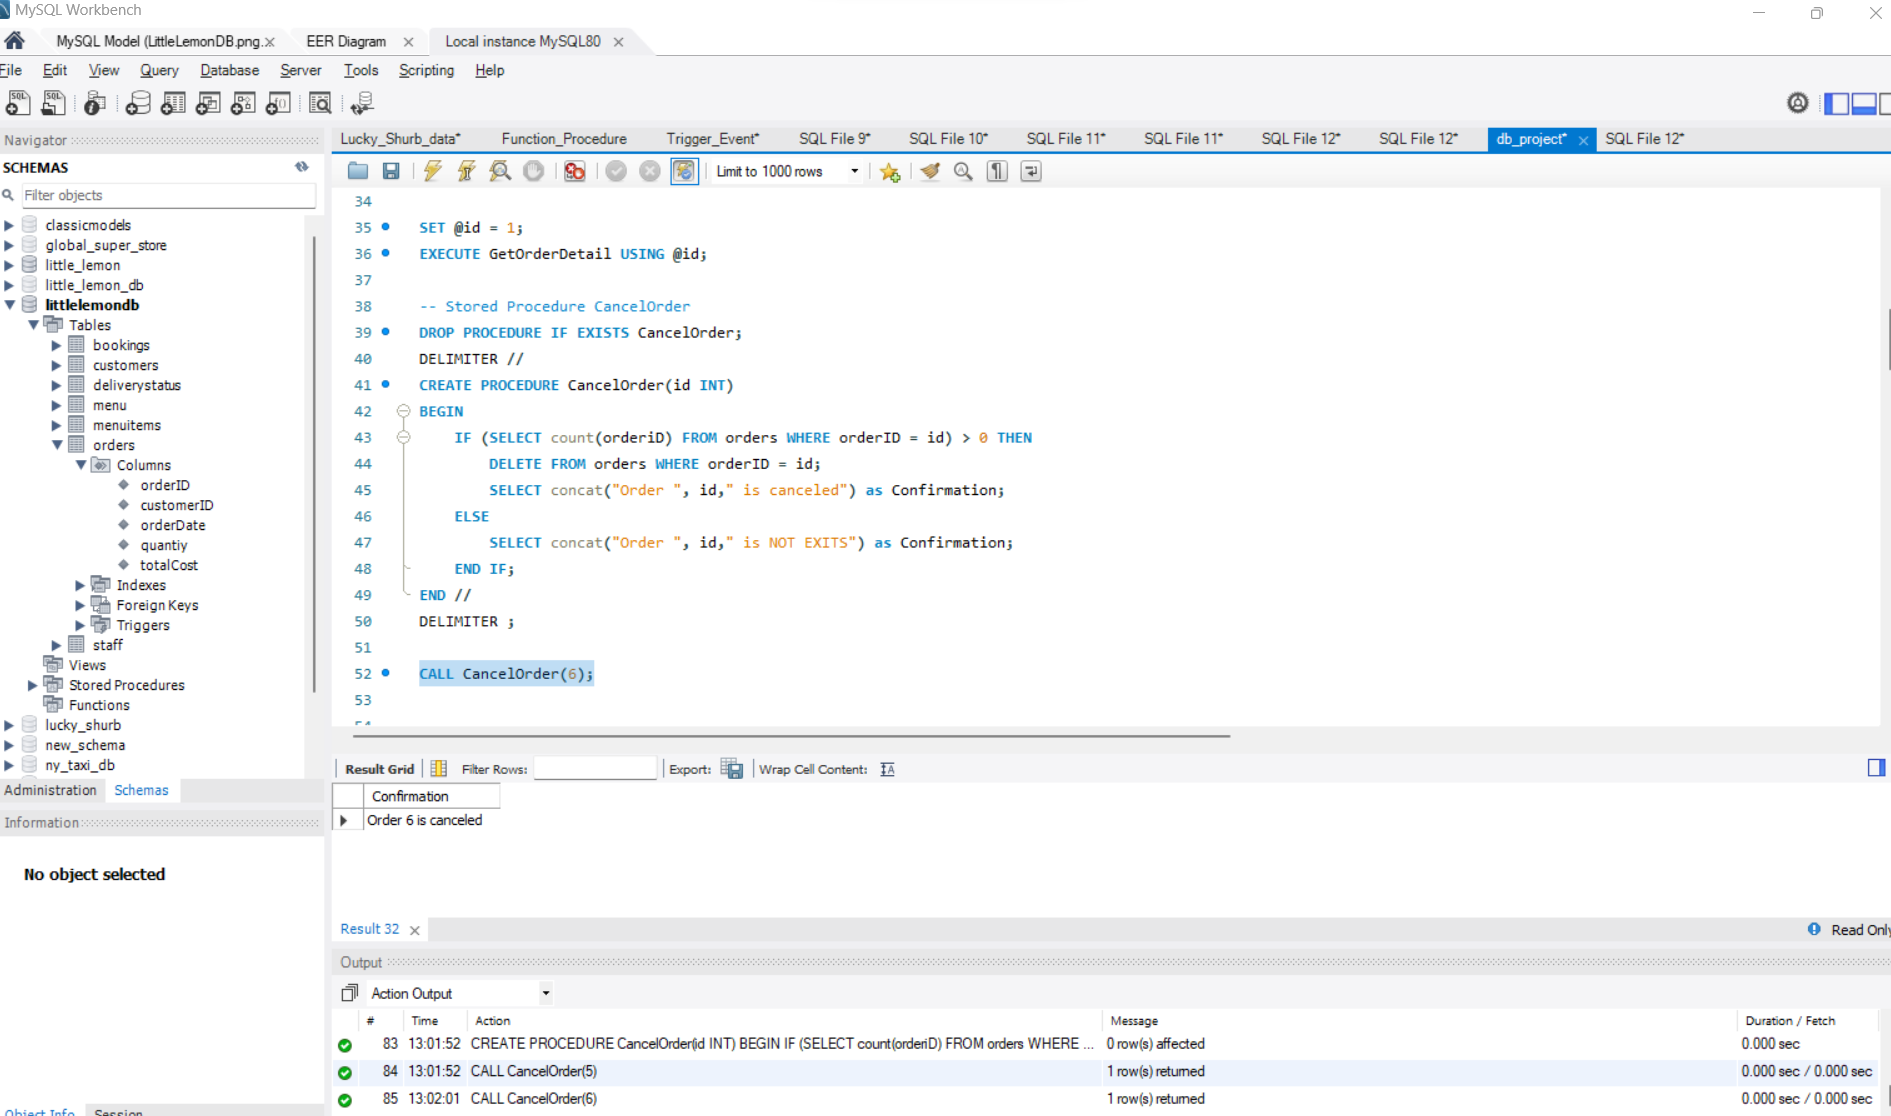 MySQL Workbench
MySQL Model (LittleLemonDB.png.× EER Diagram × Local instance MySQL80 ×
File Edit View Query Database Server Tools Scripting Help
Navigator
Lucky_Shurb_data* Function_Procedure Trigger_Event* SQL File 9* SQL File 10* SQL File 11* SQL File 11* SQL File 12* SQL File 12* db_project* × SQL File 12*
SCHEMAS
Limit to 1000 rows
Filter objects
classicmodels
global_super_store
little_lemon
little_lemon_db
littlelemondb
Tables
bookings
customers
deliverystatus
menu
menuitems
orders
Columns
orderID
customerID
orderDate
quantiy
totalCost
Indexes
Foreign Keys
Triggers
staff
Views
Stored Procedures
Functions
lucky_shurb
new_schema
ny_taxi_db
Administration Schemas
Information
No object selected
Object Info Session
34
35 SET @id = 1;
36 EXECUTE GetOrderDetail USING @id;
37
38 -- Stored Procedure CancelOrder
39 DROP PROCEDURE IF EXISTS CancelOrder;
40 DELIMITER //
41 CREATE PROCEDURE CancelOrder(id INT)
42 BEGIN
43 IF (SELECT count(orderiD) FROM orders WHERE orderID = id) > 0 THEN
44 DELETE FROM orders WHERE orderID = id;
45 SELECT concat("Order ", id," is canceled") as Confirmation;
46 ELSE
47 SELECT concat("Order ", id," is NOT EXITS") as Confirmation;
48 END IF;
49 END //
50 DELIMITER ;
51
52 CALL CancelOrder(6);
53
Result Grid Filter Rows: Export: Wrap Cell Content:
Confirmation
Order 6 is canceled
Result 32 × Read Only
Output
Action Output
# Time Action Message Duration / Fetch
83 13:01:52 CREATE PROCEDURE CancelOrder(id INT) BEGIN IF (SELECT count(orderiD) FROM orders WHERE ... 0 row(s) affected 0.000 sec
84 13:01:52 CALL CancelOrder(5) 1 row(s) returned 0.000 sec / 0.000 sec
85 13:02:01 CALL CancelOrder(6) 1 row(s) returned 0.000 sec / 0.000 sec